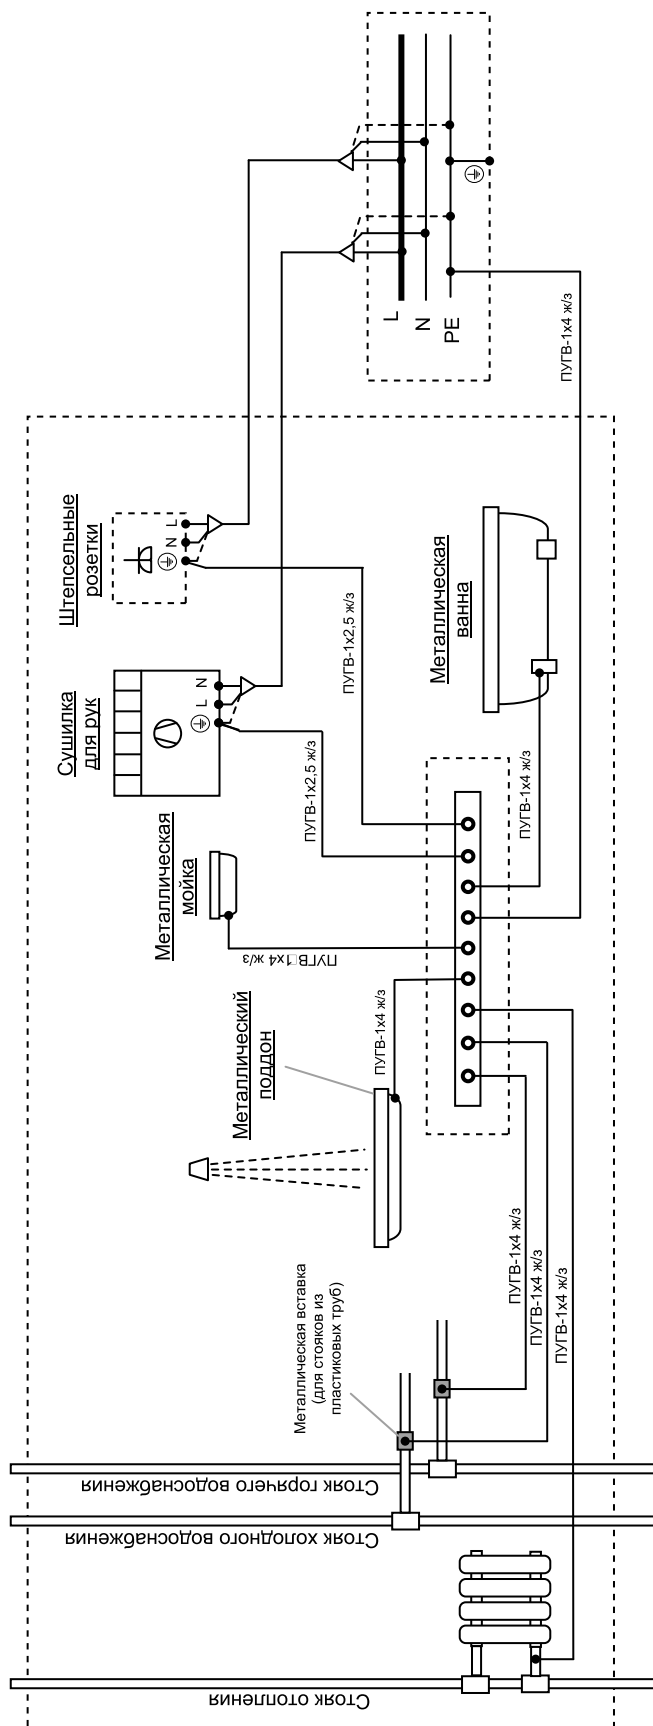 L
N
PE
ПУГВ-1х4 ж/з
Штепсельные
розетки
N L
Металлическая
ванна
ПУГВ-1х2,5 ж/з
Сушилка
для рук
L N
ПУГВ-1х2,5 ж/з
ПУГВ-1х4 ж/з
Металлическая
мойка
ПУГВ□1х4 ж/з
Металлический
поддон
ПУГВ-1х4 ж/з
ПУГВ-1х4 ж/з
ПУГВ-1х4 ж/з
ПУГВ-1х4 ж/з
Металлическая вставка
(для стояков из
пластиковых труб)
Стояк горячего водоснабжения
Стояк холодного водоснабжения
Стояк отопления